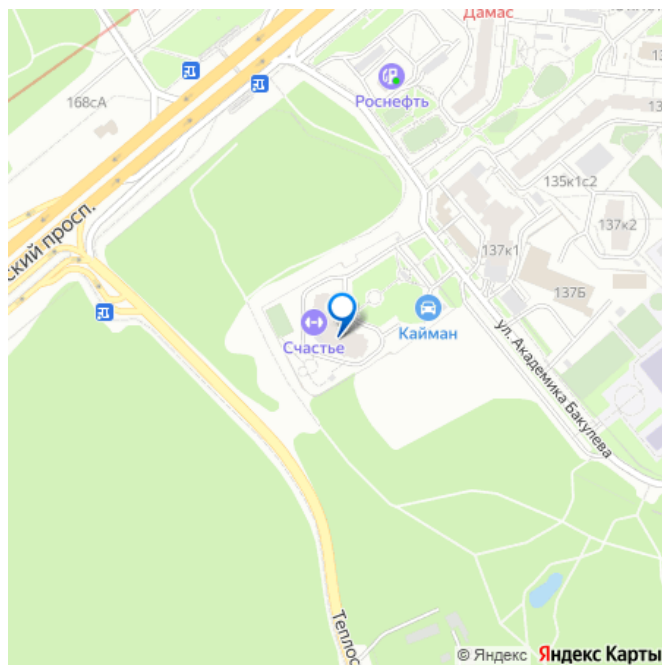 Дамас
168сА
Роснефть
135к1с2
137к2
137к1
137Б
ский просп.
Счастье
Кайман
ул. Академика Бакулева
Теплос
© Яндекс Яндекс Карты